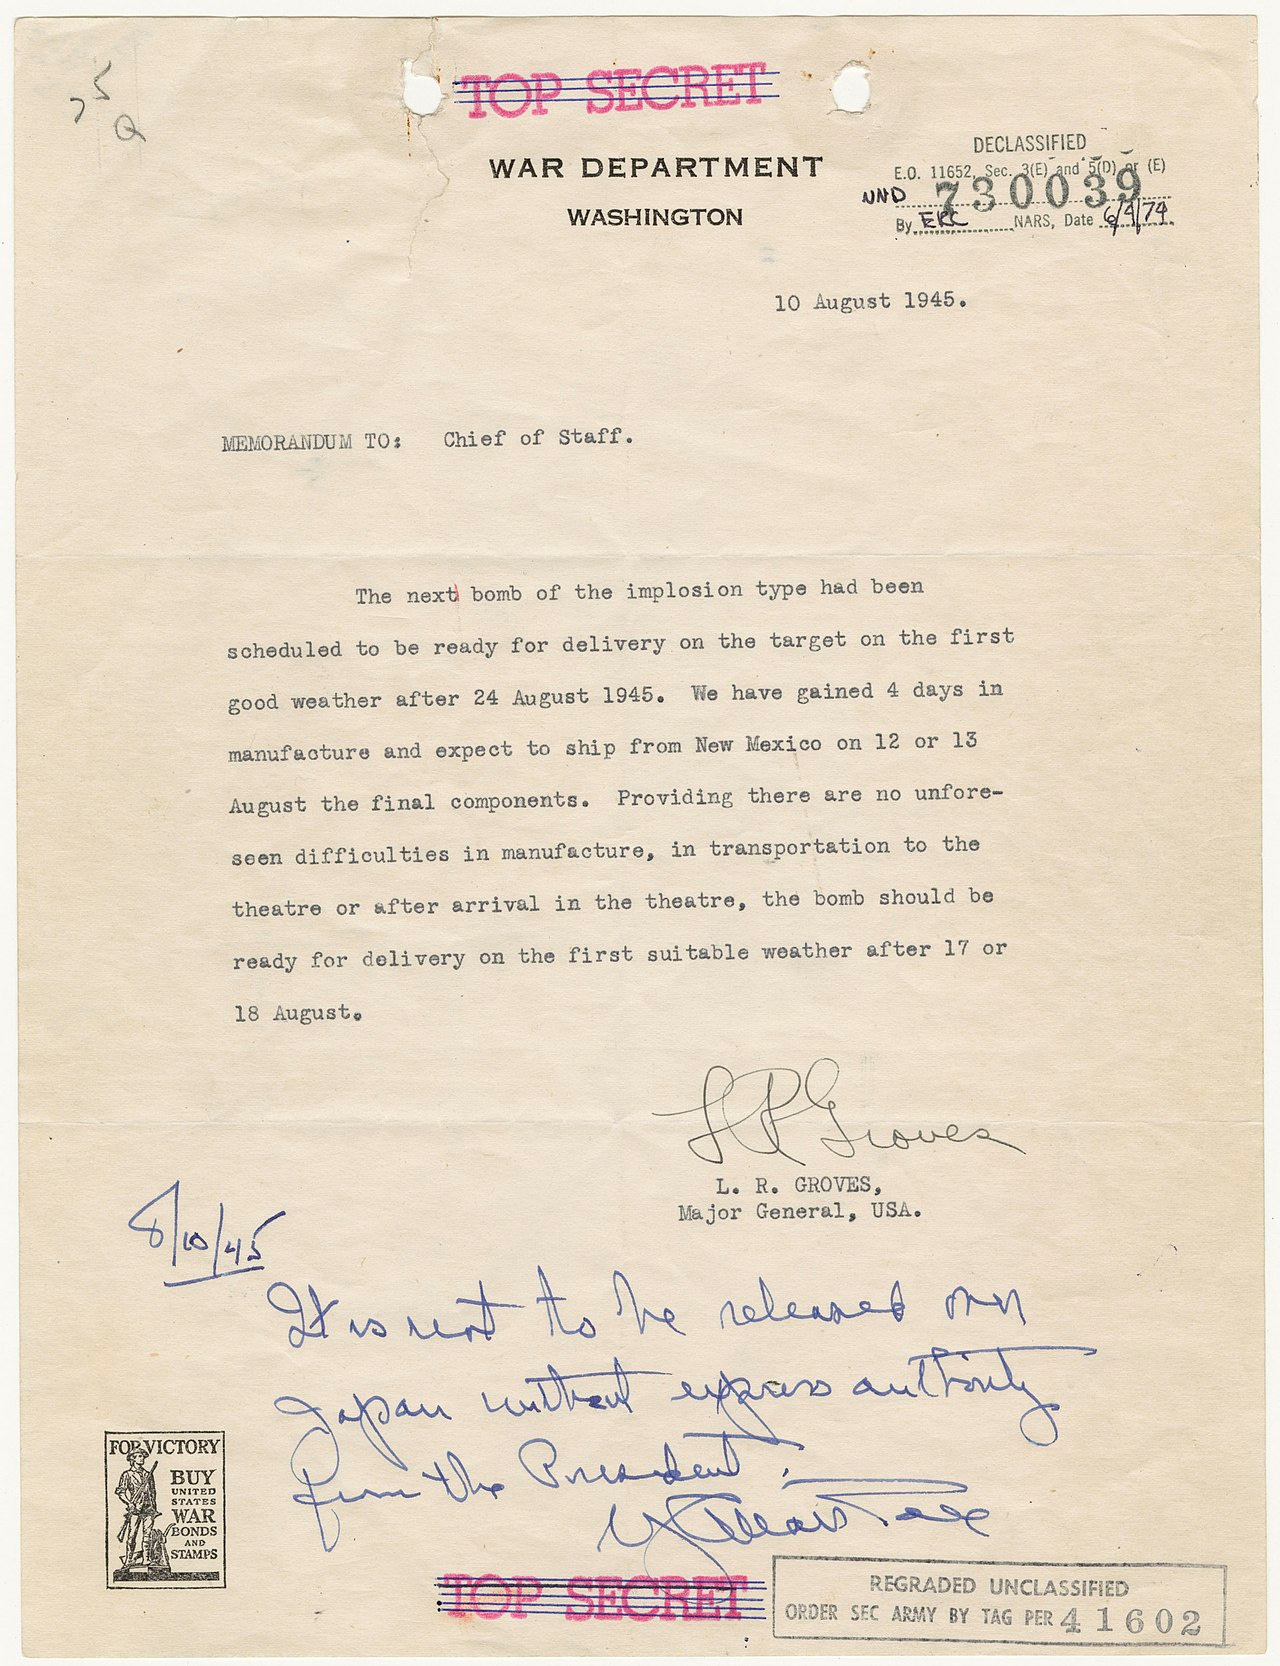 75
Q
TOP SECRET
WAR DEPARTMENT
WASHINGTON
DECLASSIFIED
E.O. 11652, Sec. 3(E) and 5(D) or (E)
NND 730039
By ERC NARS, Date 6/4/74
10 August 1945.
MEMORANDUM TO: Chief of Staff.
The next bomb of the implosion type had been
scheduled to be ready for delivery on the target on the first
good weather after 24 August 1945. We have gained 4 days in
manufacture and expect to ship from New Mexico on 12 or 13
August the final components. Providing there are no unfore-
seen difficulties in manufacture, in transportation to the
theatre or after arrival in the theatre, the bomb should be
ready for delivery on the first suitable weather after 17 or
18 August.
L R Groves
L. R. GROVES,
Major General, USA.
8/10/45
It is not to be released over
Japan without express authority
from the President.
FOR VICTORY
BUY
UNITED
STATES
WAR
BONDS
AND
STAMPS
TOP SECRET
REGRADED UNCLASSIFIED
ORDER SEC ARMY BY TAG PER 41602